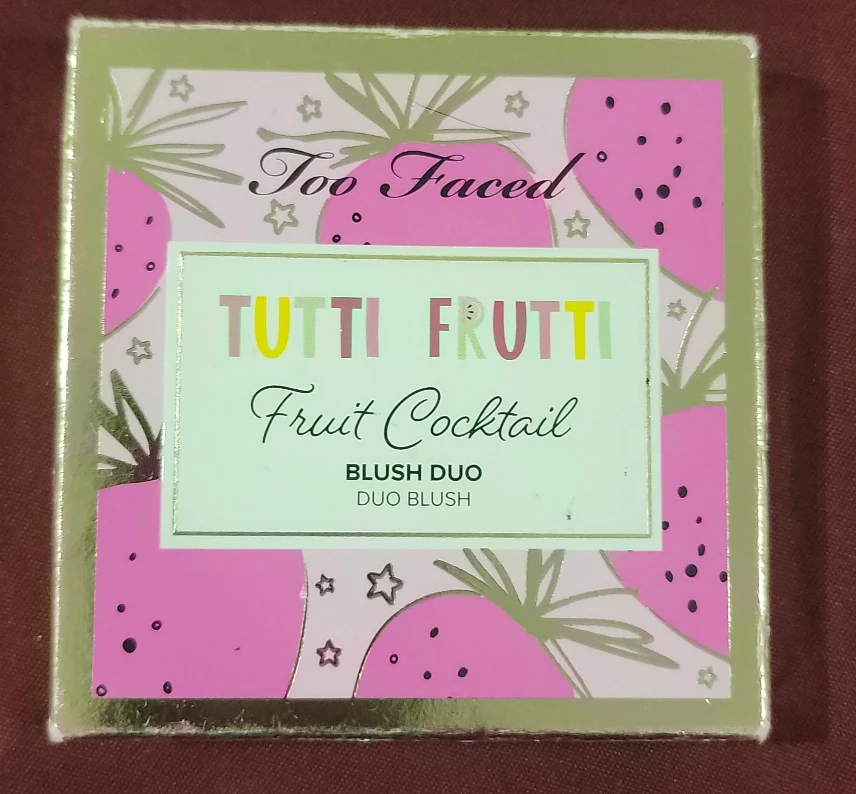 Too Faced
TUTTI FRUTTI
Fruit Cocktail
BLUSH DUO
DUO BLUSH